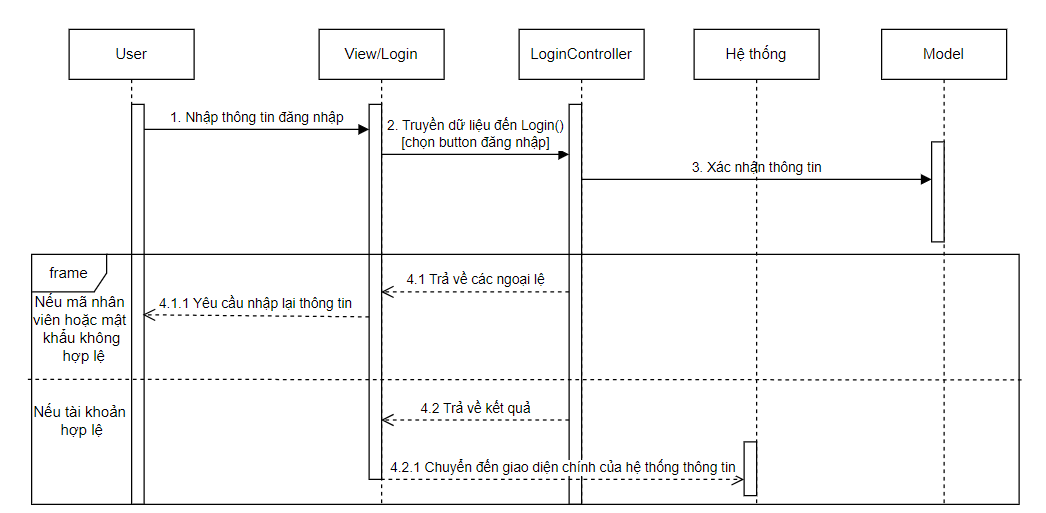 User
View/Login
LoginController
Hệ thống
Model
1. Nhập thông tin đăng nhập
2. Truyền dữ liệu đến Login()
[chọn button đăng nhập]
3. Xác nhận thông tin
frame
4.1 Trả về các ngoại lệ
Nếu mã nhân
viên hoặc mật
khẩu không
hợp lệ
4.1.1 Yêu cầu nhập lại thông tin
Nếu tài khoản
hợp lệ
4.2 Trả về kết quả
4.2.1 Chuyển đến giao diện chính của hệ thống thông tin